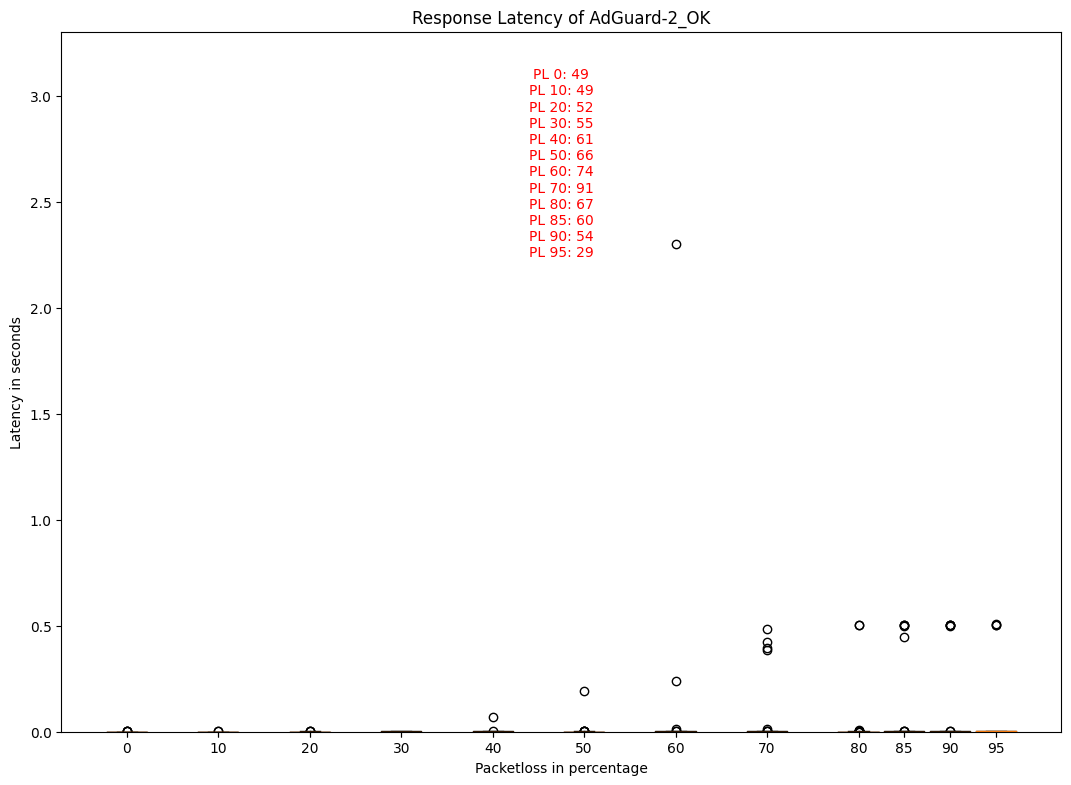 Response Latency of AdGuard-2_OK
PL 0: 49
PL 10: 49
PL 20: 52
PL 30: 55
PL 40: 61
PL 50: 66
PL 60: 74
PL 70: 91
PL 80: 67
PL 85: 60
PL 90: 54
PL 95: 29
3.0
2.5
2.0
1.5
1.0
0.5
0.0
Latency in seconds
0 10 20 30 40 50 60 70 80 85 90 95
Packetloss in percentage